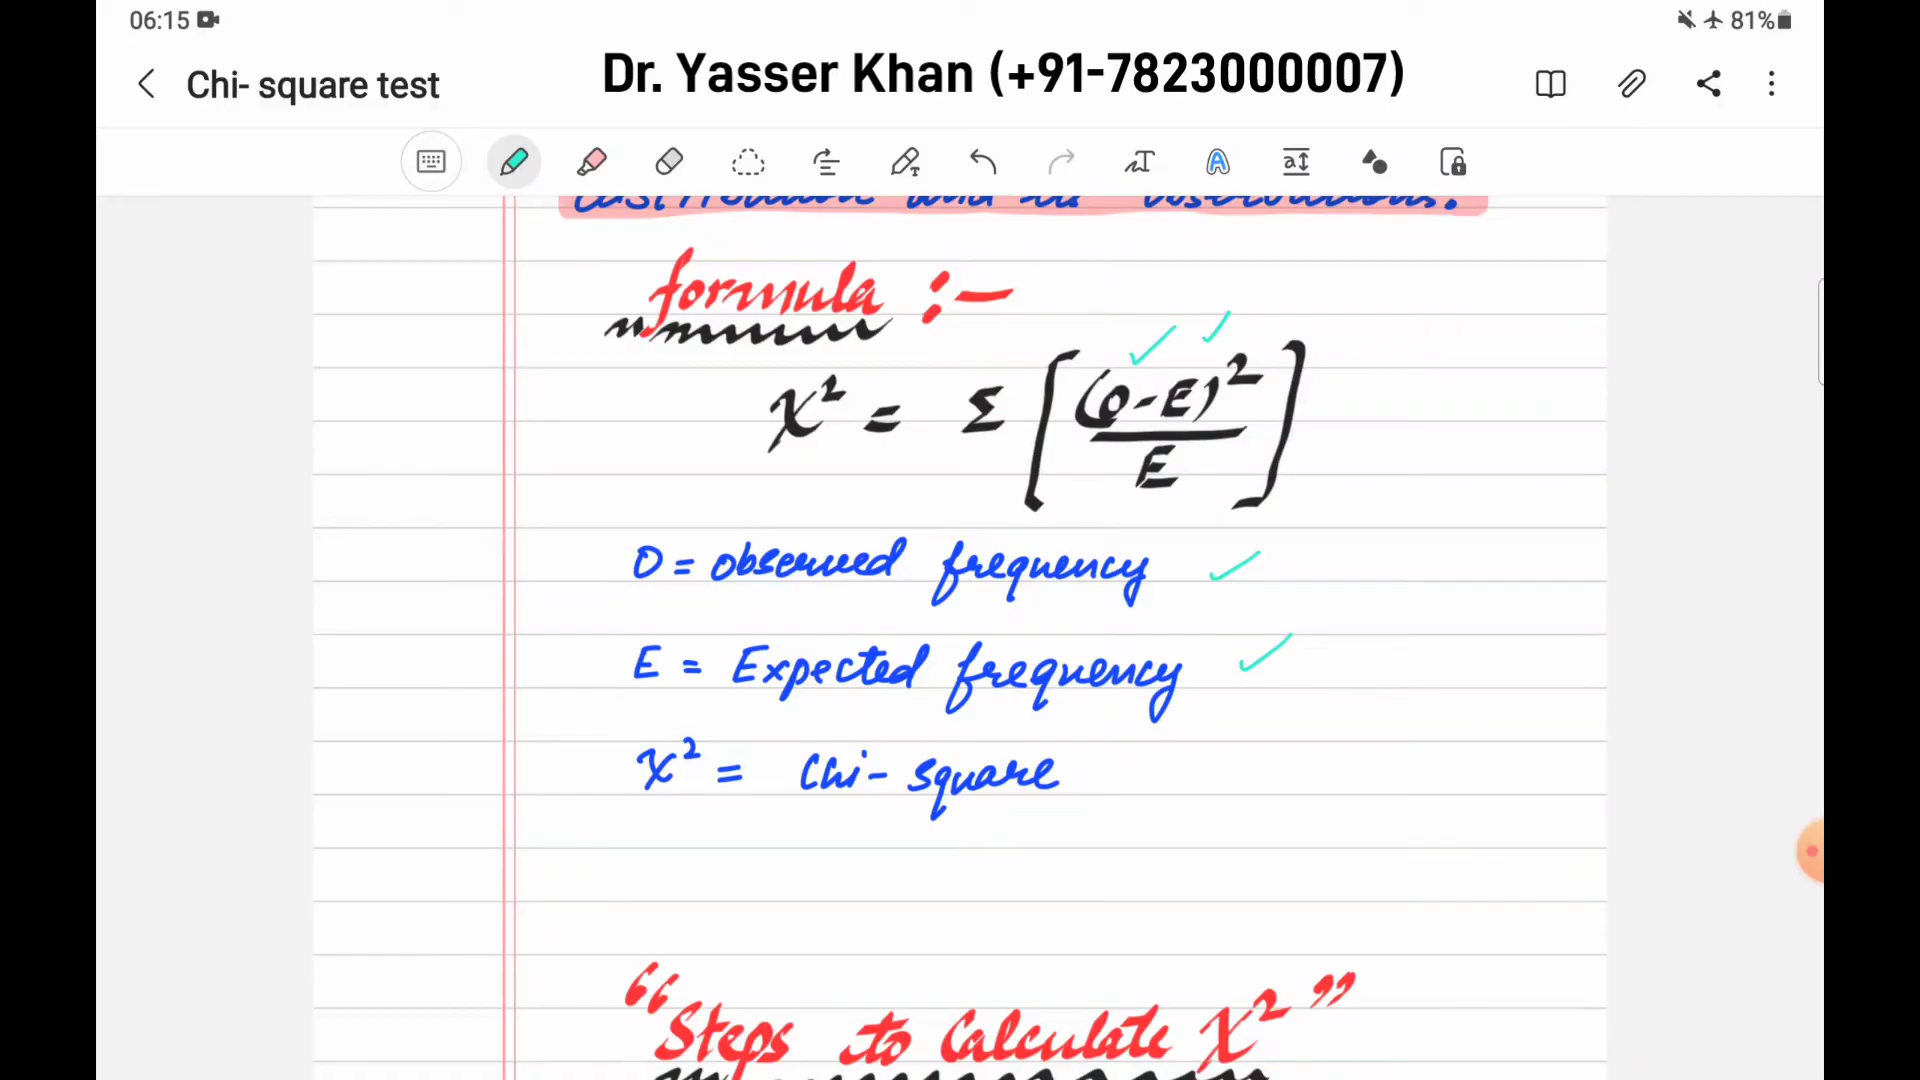 06:15
81%
Chi- square test
Dr. Yasser Khan (+91-7823000007)
formula :-
χ² = Σ [(O-E)²/E]
O = observed frequency
E = Expected frequency
χ² = Chi- square
“Steps to Calculate χ²”